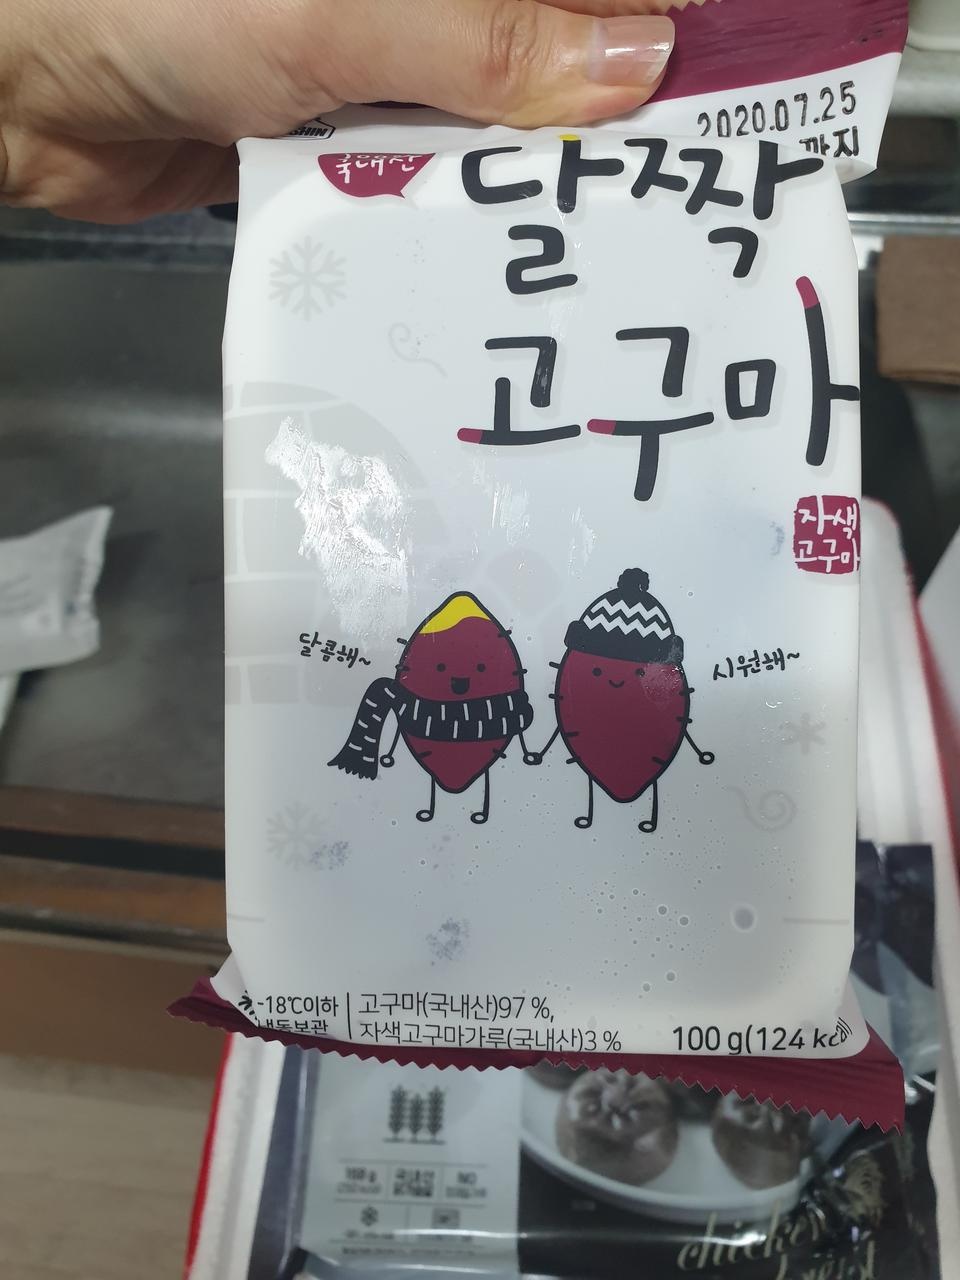 2020.07.25
까지
국내산
달짝
고구마
자색
고구마
달콤해~
시원해~
-18℃이하
냉동보관
고구마(국내산)97 %,
자색고구마가루(국내산)3 %
100 g(124 kcal)
chicken